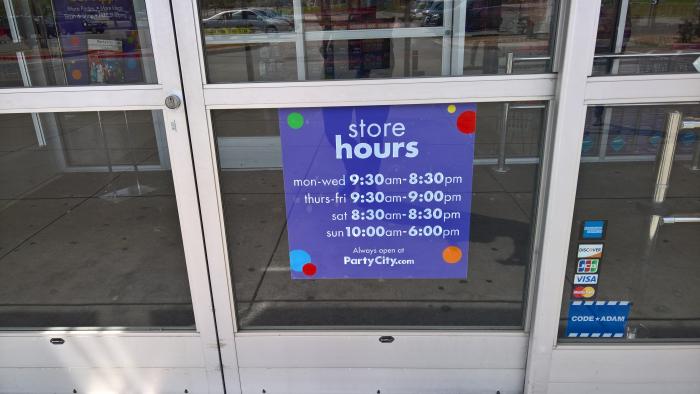 store
hours
mon-wed 9:30am-8:30pm
thurs-fri 9:30am-9:00pm
sat 8:30am-8:30pm
sun 10:00am-6:00pm
Always open at
PartyCity.com
DISCOVER
JCB
VISA
MasterCard
CODE★ADAM